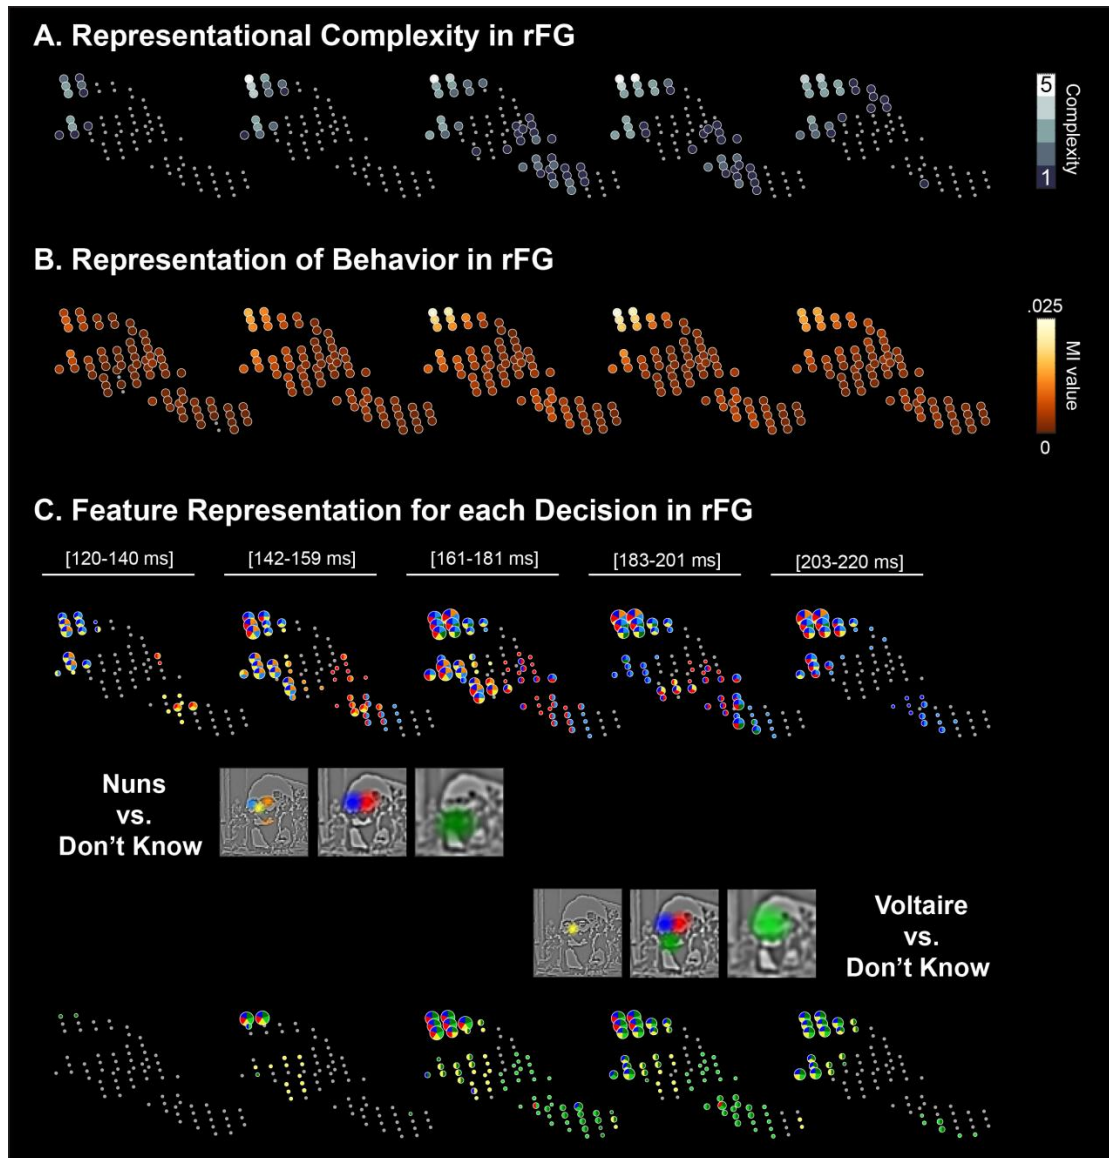 A. Representational Complexity in rFG
5
1
Complexity
B. Representation of Behavior in rFG
.025
0
MI value
C. Feature Representation for each Decision in rFG
[120-140 ms]
[142-159 ms]
[161-181 ms]
[183-201 ms]
[203-220 ms]
Nuns
vs.
Don't Know
Voltaire
vs.
Don't Know